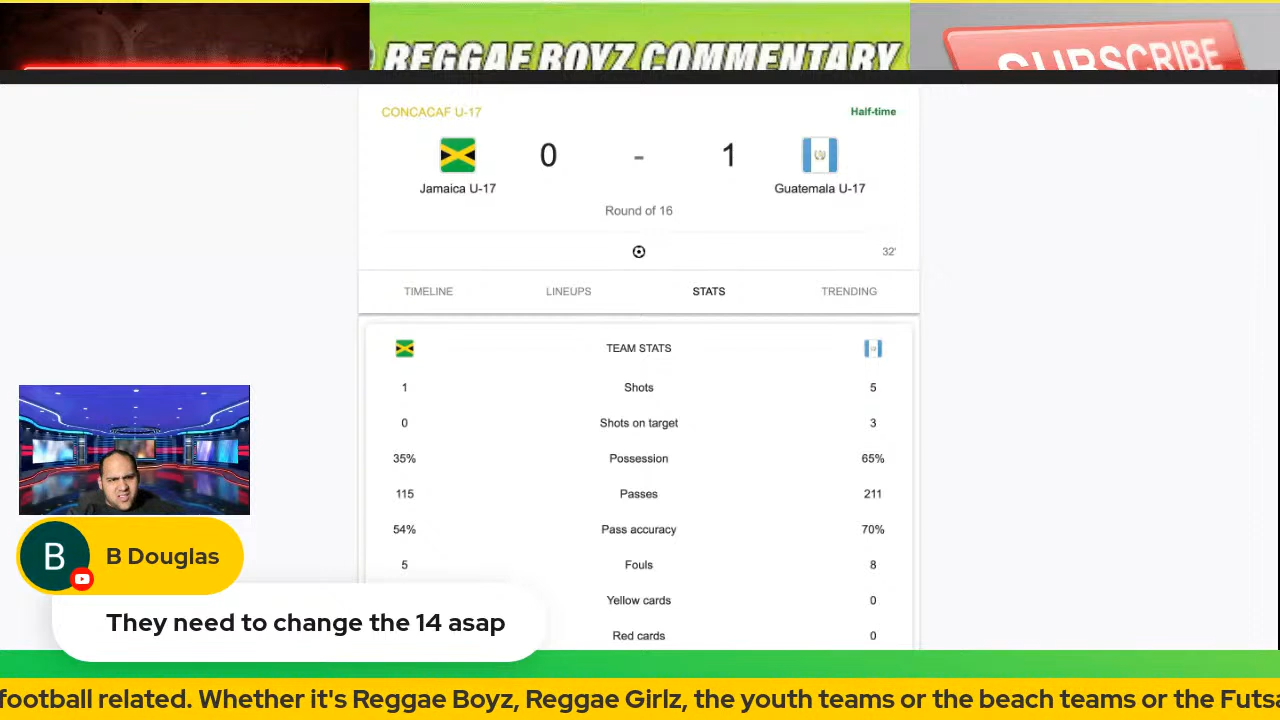 REGGAE BOYZ COMMENTARY
SUBSCRIBE
CONCACAF U-17
Half-time
0 - 1
Jamaica U-17
Guatemala U-17
Round of 16
32'
TIMELINE LINEUPS STATS TRENDING
TEAM STATS
1 Shots 5
0 Shots on target 3
35% Possession 65%
115 Passes 211
54% Pass accuracy 70%
5 Fouls 8
Yellow cards 0
Red cards 0
B
B Douglas
They need to change the 14 asap
football related. Whether it's Reggae Boyz, Reggae Girlz, the youth teams or the beach teams or the Futsa